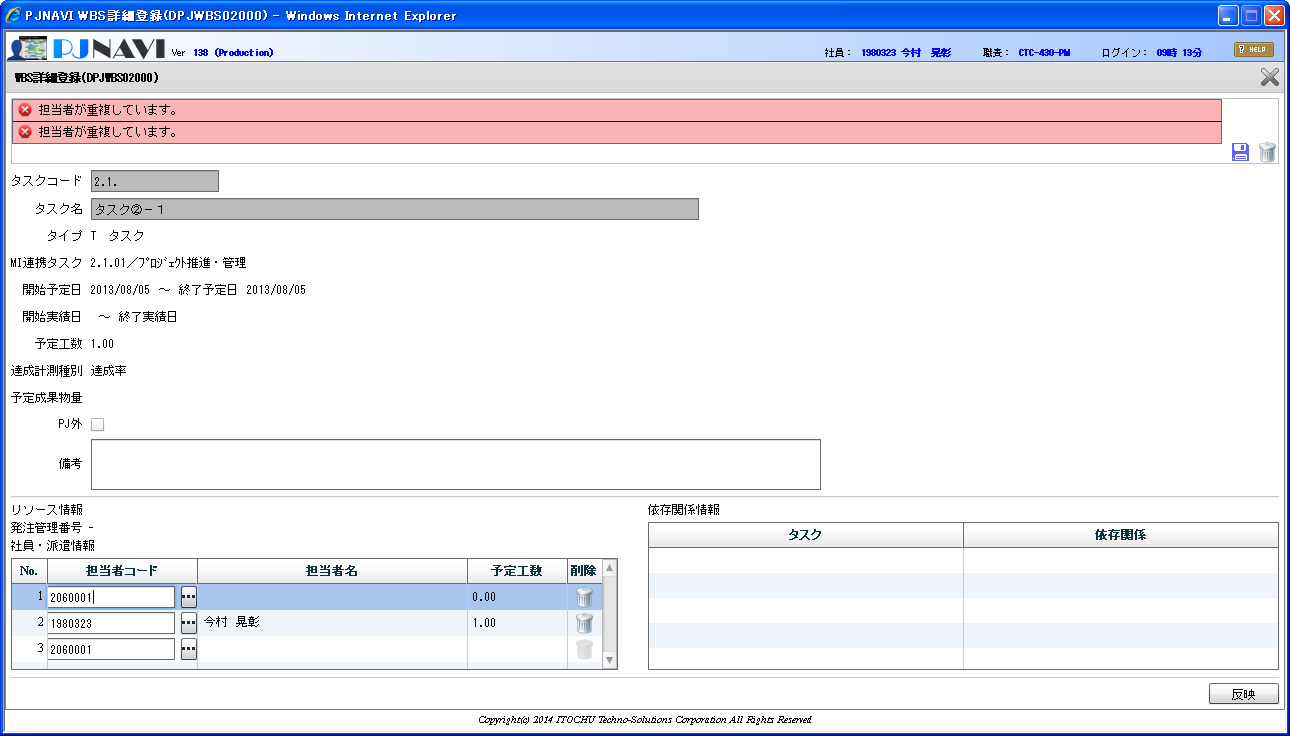 PJNAVI WBS詳細登録(DPJWBS02000) - Windows Internet Explorer
PJNAVI Ver 138 (Production) 社員： 1980323 今村 晃彰 職責： CTC-430-PM ログイン： 09時 13分 ? HELP
WBS詳細登録(DPJWBS02000)
担当者が重複しています。
担当者が重複しています。
タスクコード 2.1.
タスク名 タスク②－１
タイプ T タスク
MI連携タスク 2.1.01／ﾌﾟﾛｼﾞｪｸﾄ推進・管理
開始予定日 2013/08/05 ～ 終了予定日 2013/08/05
開始実績日 ～ 終了実績日
予定工数 1.00
達成計測種別 達成率
予定成果物量
PJ外
備考
リソース情報
発注管理番号 -
社員・派遣情報
No. 担当者コード 担当者名 予定工数 削除
1 2060001 ... 0.00
2 1980323 ... 今村 晃彰 1.00
3 2060001 ...
依存関係情報
タスク 依存関係
反映
Copyright(c) 2014 ITOCHU Techno-Solutions Corporation All Rights Reserved